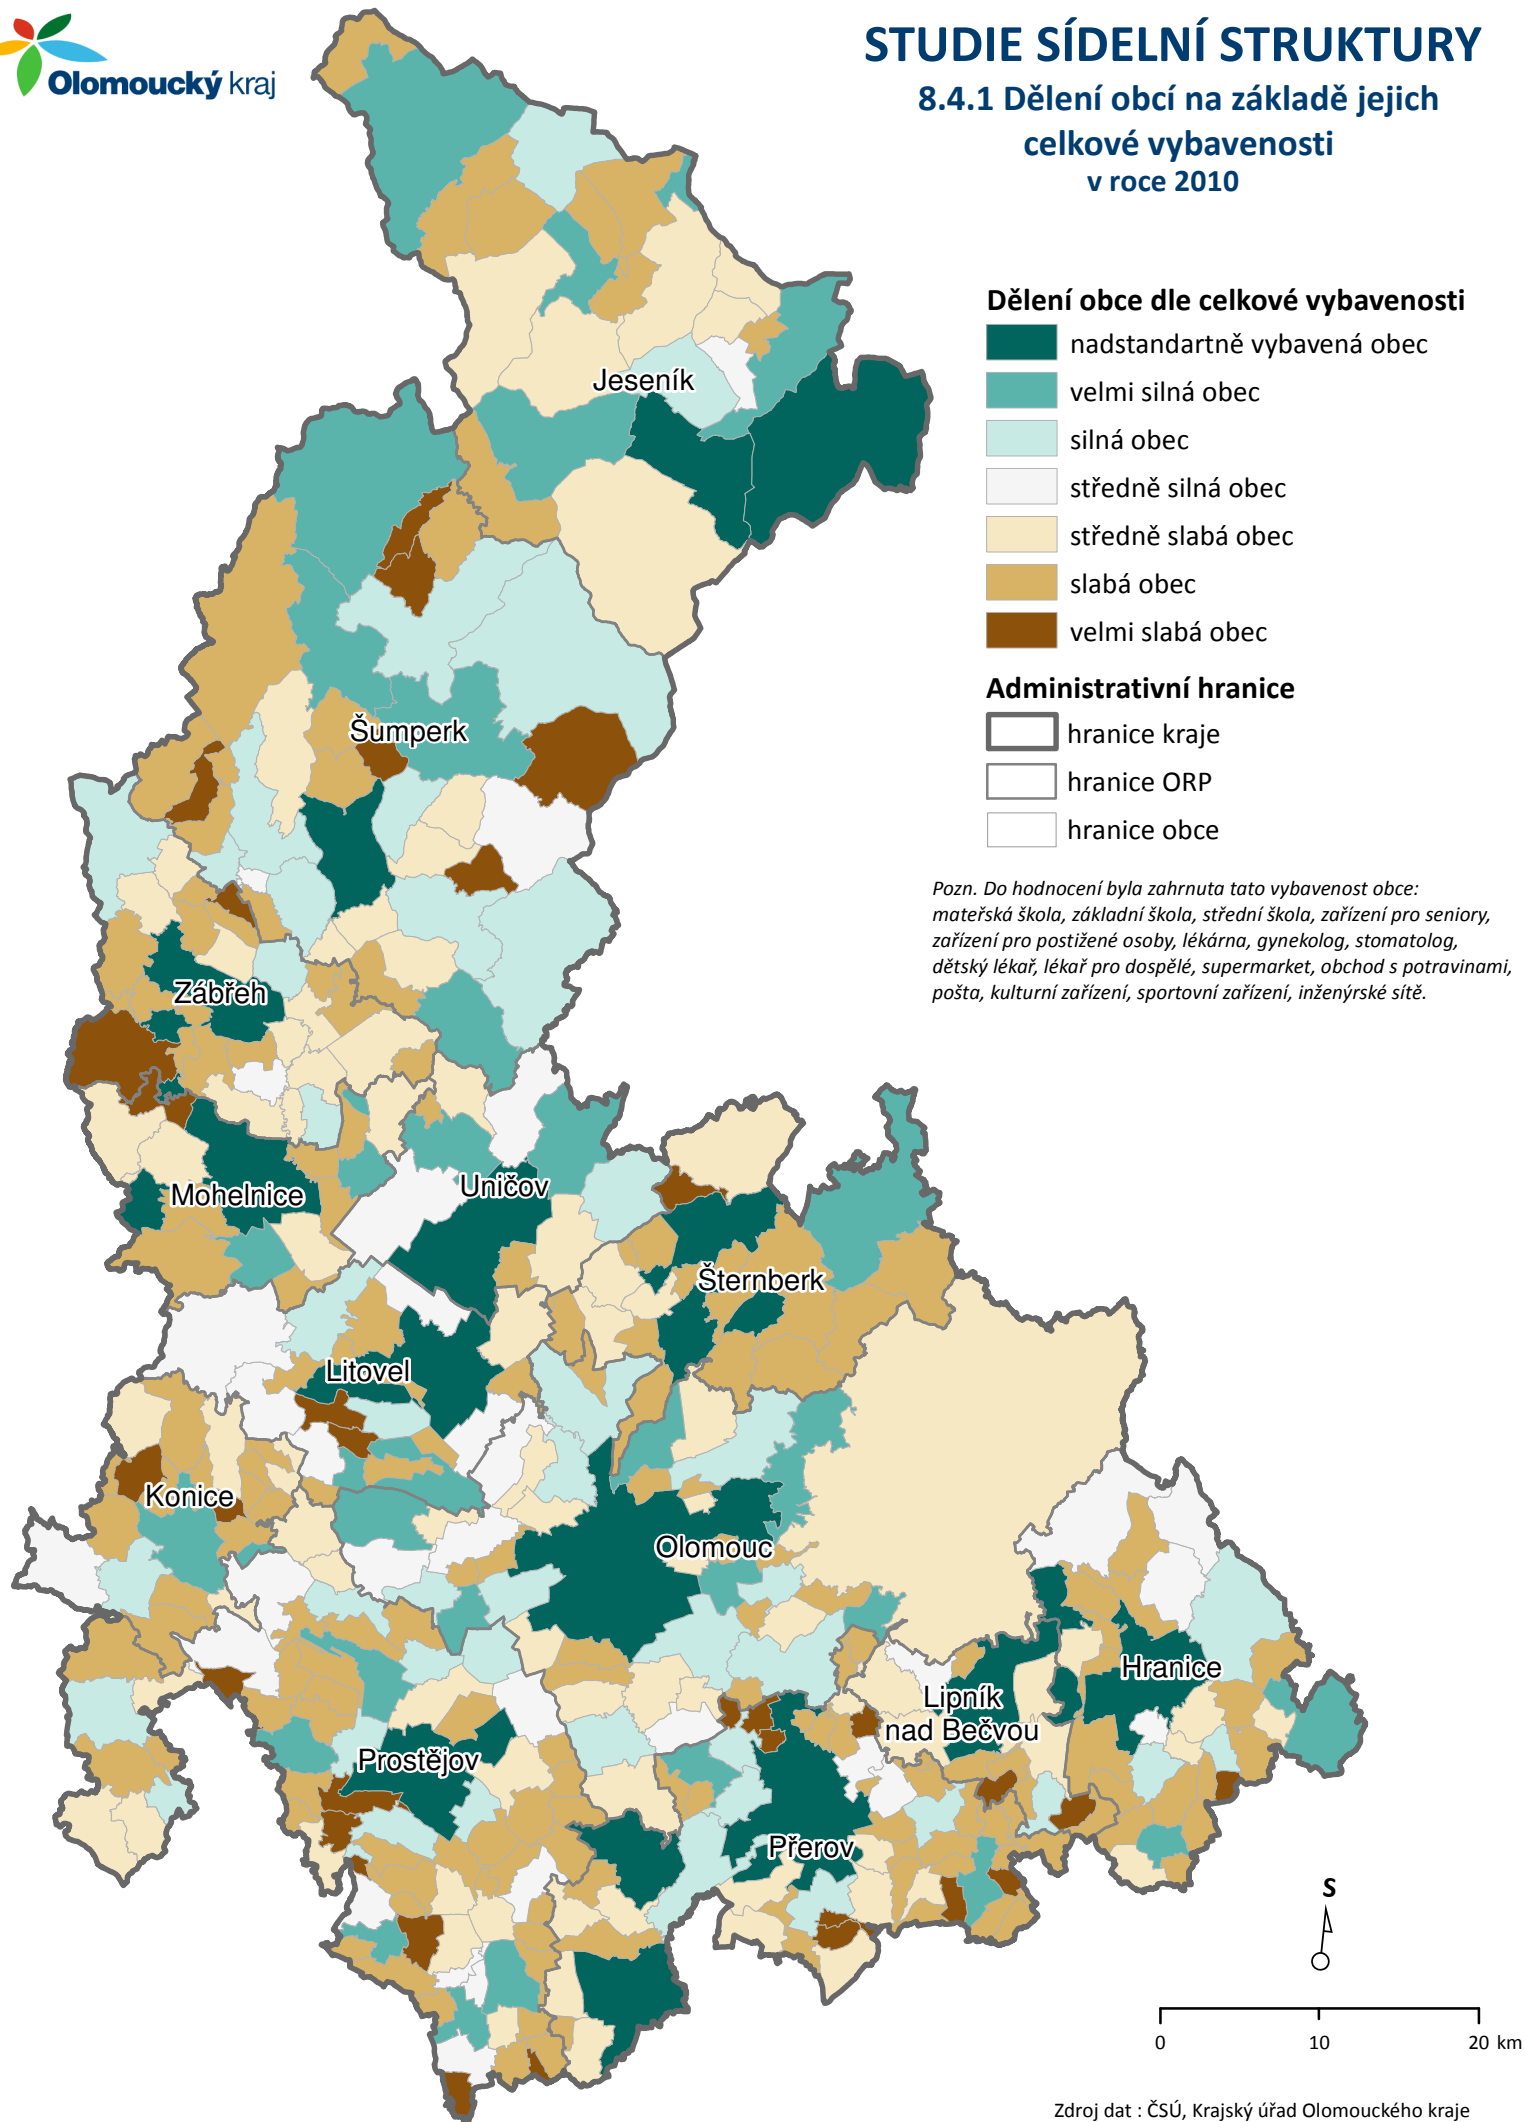 Olomoucký kraj
STUDIE SÍDELNÍ STRUKTURY
8.4.1 Dělení obcí na základě jejich
celkové vybavenosti
v roce 2010
Dělení obce dle celkové vybavenosti
nadstandartně vybavená obec
velmi silná obec
silná obec
středně silná obec
středně slabá obec
slabá obec
velmi slabá obec
Administrativní hranice
hranice kraje
hranice ORP
hranice obce
Pozn. Do hodnocení byla zahrnuta tato vybavenost obce:
mateřská škola, základní škola, střední škola, zařízení pro seniory,
zařízení pro postižené osoby, lékárna, gynekolog, stomatolog,
dětský lékař, lékař pro dospělé, supermarket, obchod s potravinami,
pošta, kulturní zařízení, sportovní zařízení, inženýrské sítě.
Jeseník
Šumperk
Zábřeh
Mohelnice
Uničov
Šternberk
Litovel
Konice
Olomouc
Hranice
Lipník
nad Bečvou
Prostějov
Přerov
S
0 10 20 km
Zdroj dat : ČSÚ, Krajský úřad Olomouckého kraje